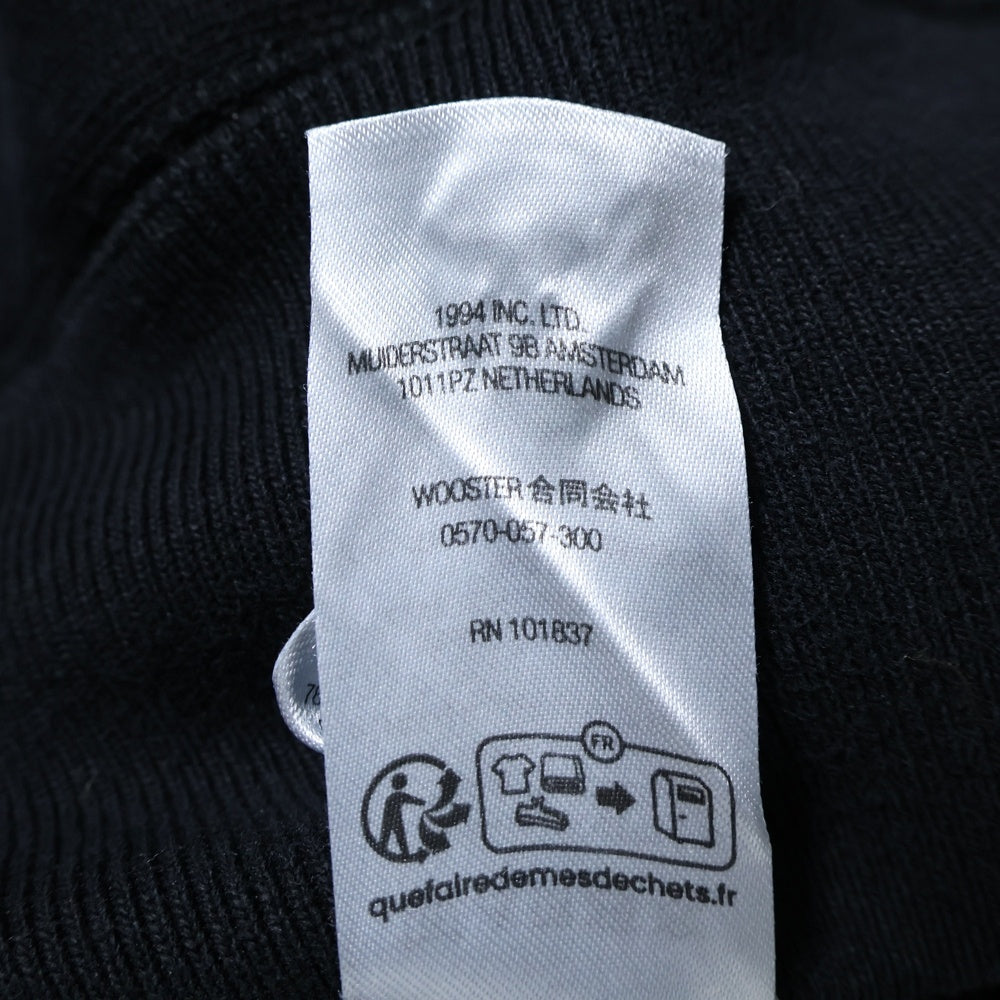 1994 INC. LTD.
MUIDERSTRAAT 9B AMSTERDAM
1011PZ NETHERLANDS
WOOSTER 合同会社
0570-057-300
RN 101837
FR
quefairedemesdechets.fr